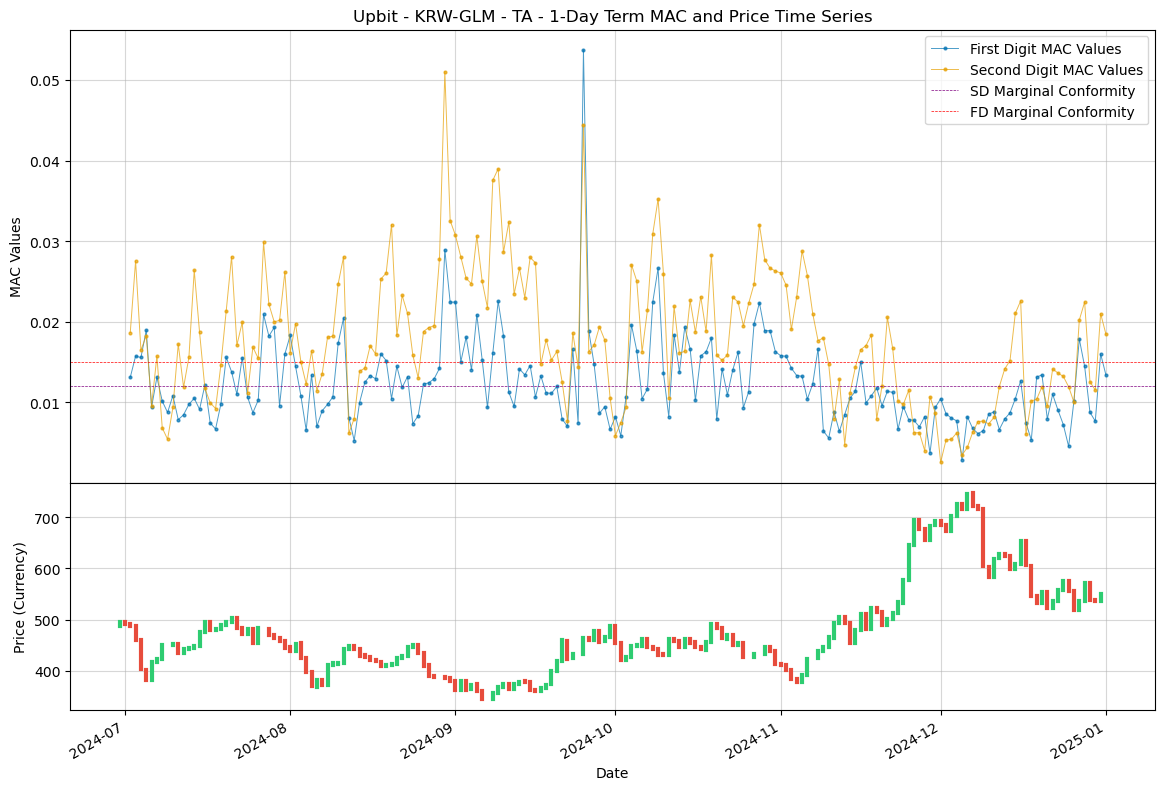 Upbit - KRW-GLM - TA - 1-Day Term MAC and Price Time Series
First Digit MAC Values
Second Digit MAC Values
SD Marginal Conformity
FD Marginal Conformity
MAC Values
0.05
0.04
0.03
0.02
0.01
Price (Currency)
700
600
500
400
2024-07
2024-08
2024-09
2024-10
2024-11
2024-12
2025-01
Date